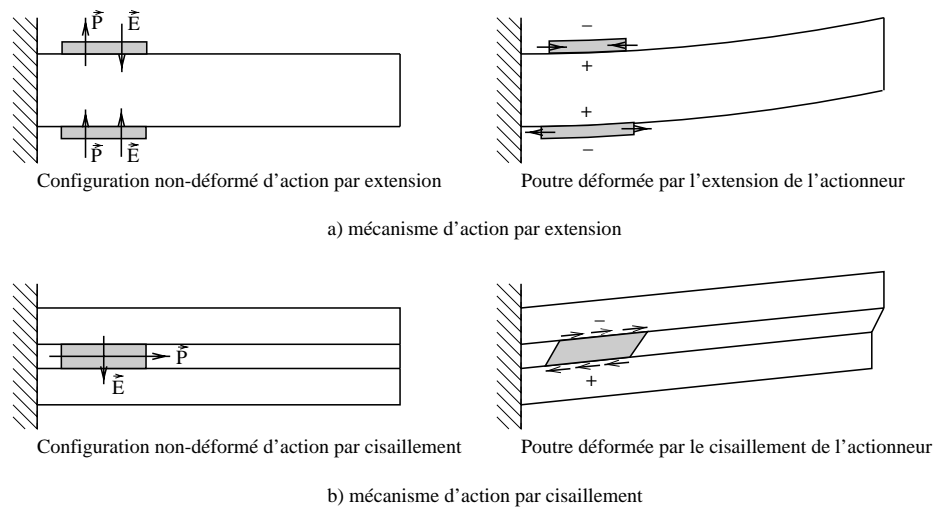 P E
− 
+
+
P E
−
Configuration non-déformé d'action par extension
Poutre déformée par l'extension de l'actionneur
a) mécanisme d'action par extension
P
E
−
+
Configuration non-déformé d'action par cisaillement
Poutre déformée par le cisaillement de l'actionneur
b) mécanisme d'action par cisaillement